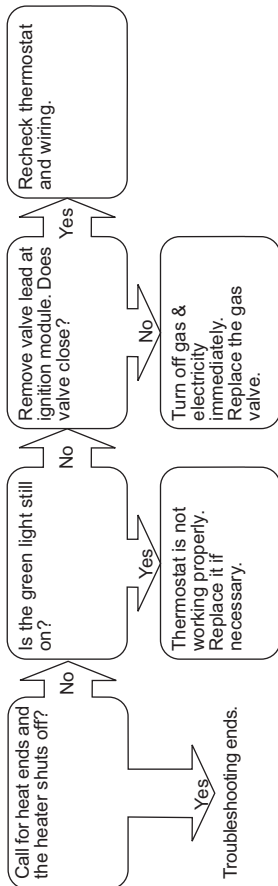 Call for heat ends and
the heater shuts off?
No
Yes
Troubleshooting ends.
Is the green light still
on?
No
Yes
Thermostat is not
working properly.
Replace it if
necessary.
Remove valve lead at
ignition module. Does
valve close?
Yes
No
Turn off gas &
electricity
immediately.
Replace the gas
valve.
Recheck thermostat
and wiring.